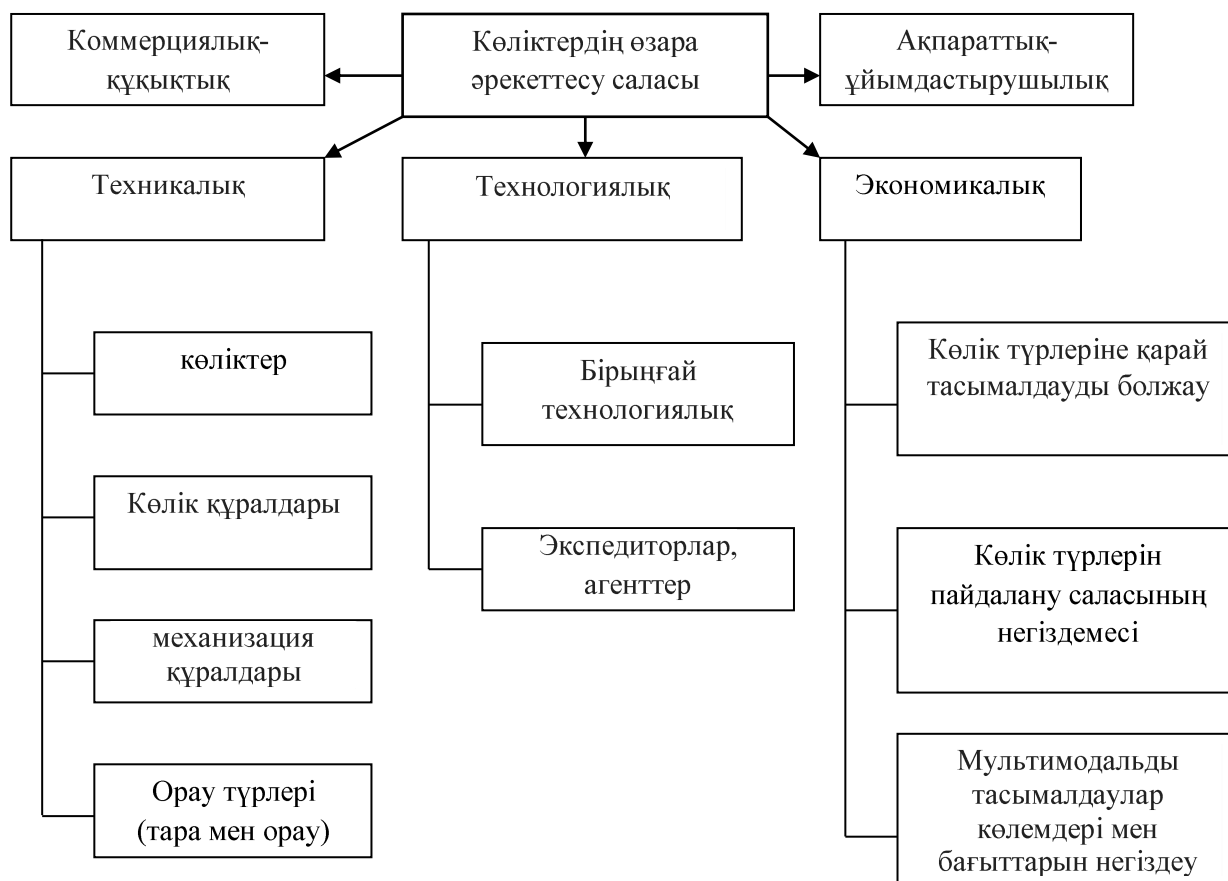 Коммерциялық-
құқықтық
Көліктердің өзара
әрекеттесу саласы
Ақпараттық-
ұйымдастырушылық
Техникалық
Технологиялық
Экономикалық
көліктер
Көлік құралдары
механизация
құралдары
Орау түрлері
(тара мен орау)
Бірыңғай
технологиялық
Экспедиторлар,
агенттер
Көлік түрлеріне қарай
тасымалдауды болжау
Көлік түрлерін
пайдалану саласының
негіздемесі
Мультимодальды
тасымалдаулар
көлемдері мен
бағыттарын негіздеу